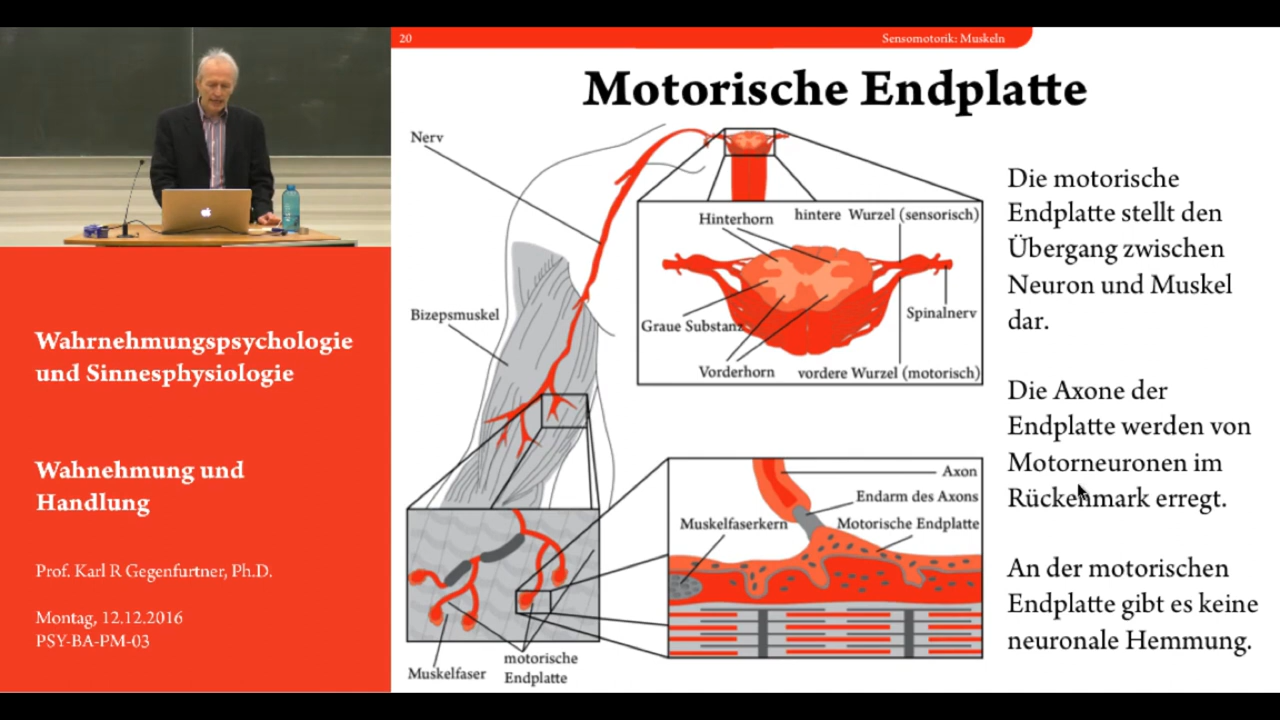 20
Sensomotorik: Muskeln
Motorische Endplatte
Nerv
Bizepsmuskel
Hinterhorn
hintere Wurzel (sensorisch)
Graue Substanz
Spinalnerv
Vorderhorn
vordere Wurzel (motorisch)
Axon
Endarm des Axons
Muskelfaserkern
Motorische Endplatte
Muskelfaser
motorische
Endplatte
Die motorische
Endplatte stellt den
Übergang zwischen
Neuron und Muskel
dar.
Die Axone der
Endplatte werden von
Motorneuronen im
Rückenmark erregt.
An der motorischen
Endplatte gibt es keine
neuronale Hemmung.
Wahrnehmungspsychologie
und Sinnesphysiologie
Wahnehmung und
Handlung
Prof. Karl R Gegenfurtner, Ph.D.
Montag, 12.12.2016
PSY-BA-PM-03